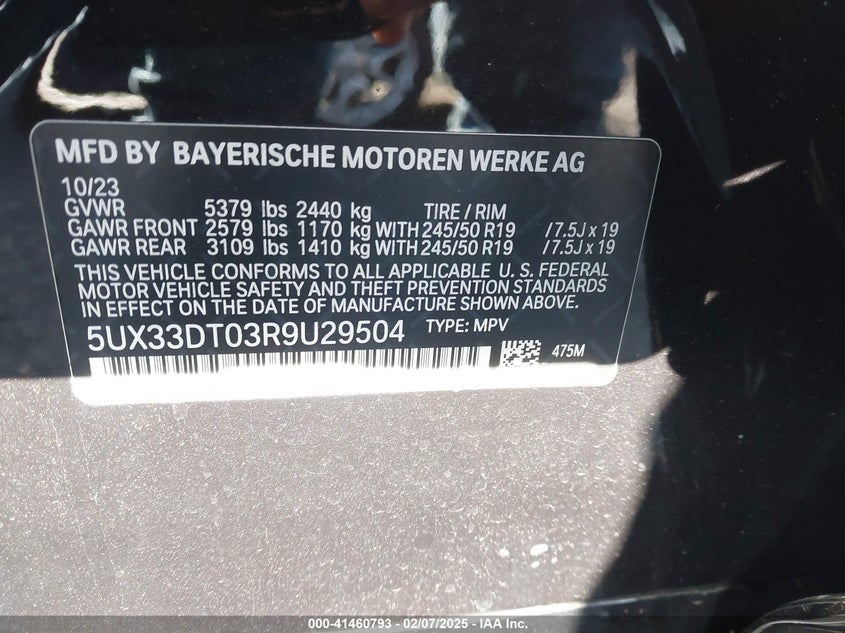 MFD BY BAYERISCHE MOTOREN WERKE AG
10/23
GVWR 5379 lbs 2440 kg TIRE / RIM
GAWR FRONT 2579 lbs 1170 kg WITH 245/50 R19 / 7.5J x 19
GAWR REAR 3109 lbs 1410 kg WITH 245/50 R19 / 7.5J x 19
THIS VEHICLE CONFORMS TO ALL APPLICABLE U. S. FEDERAL
MOTOR VEHICLE SAFETY AND THEFT PREVENTION STANDARDS
IN EFFECT ON THE DATE OF MANUFACTURE SHOWN ABOVE.
5UX33DT03R9U29504 TYPE: MPV
475M
000-41460793 - 02/07/2025 - IAA Inc.